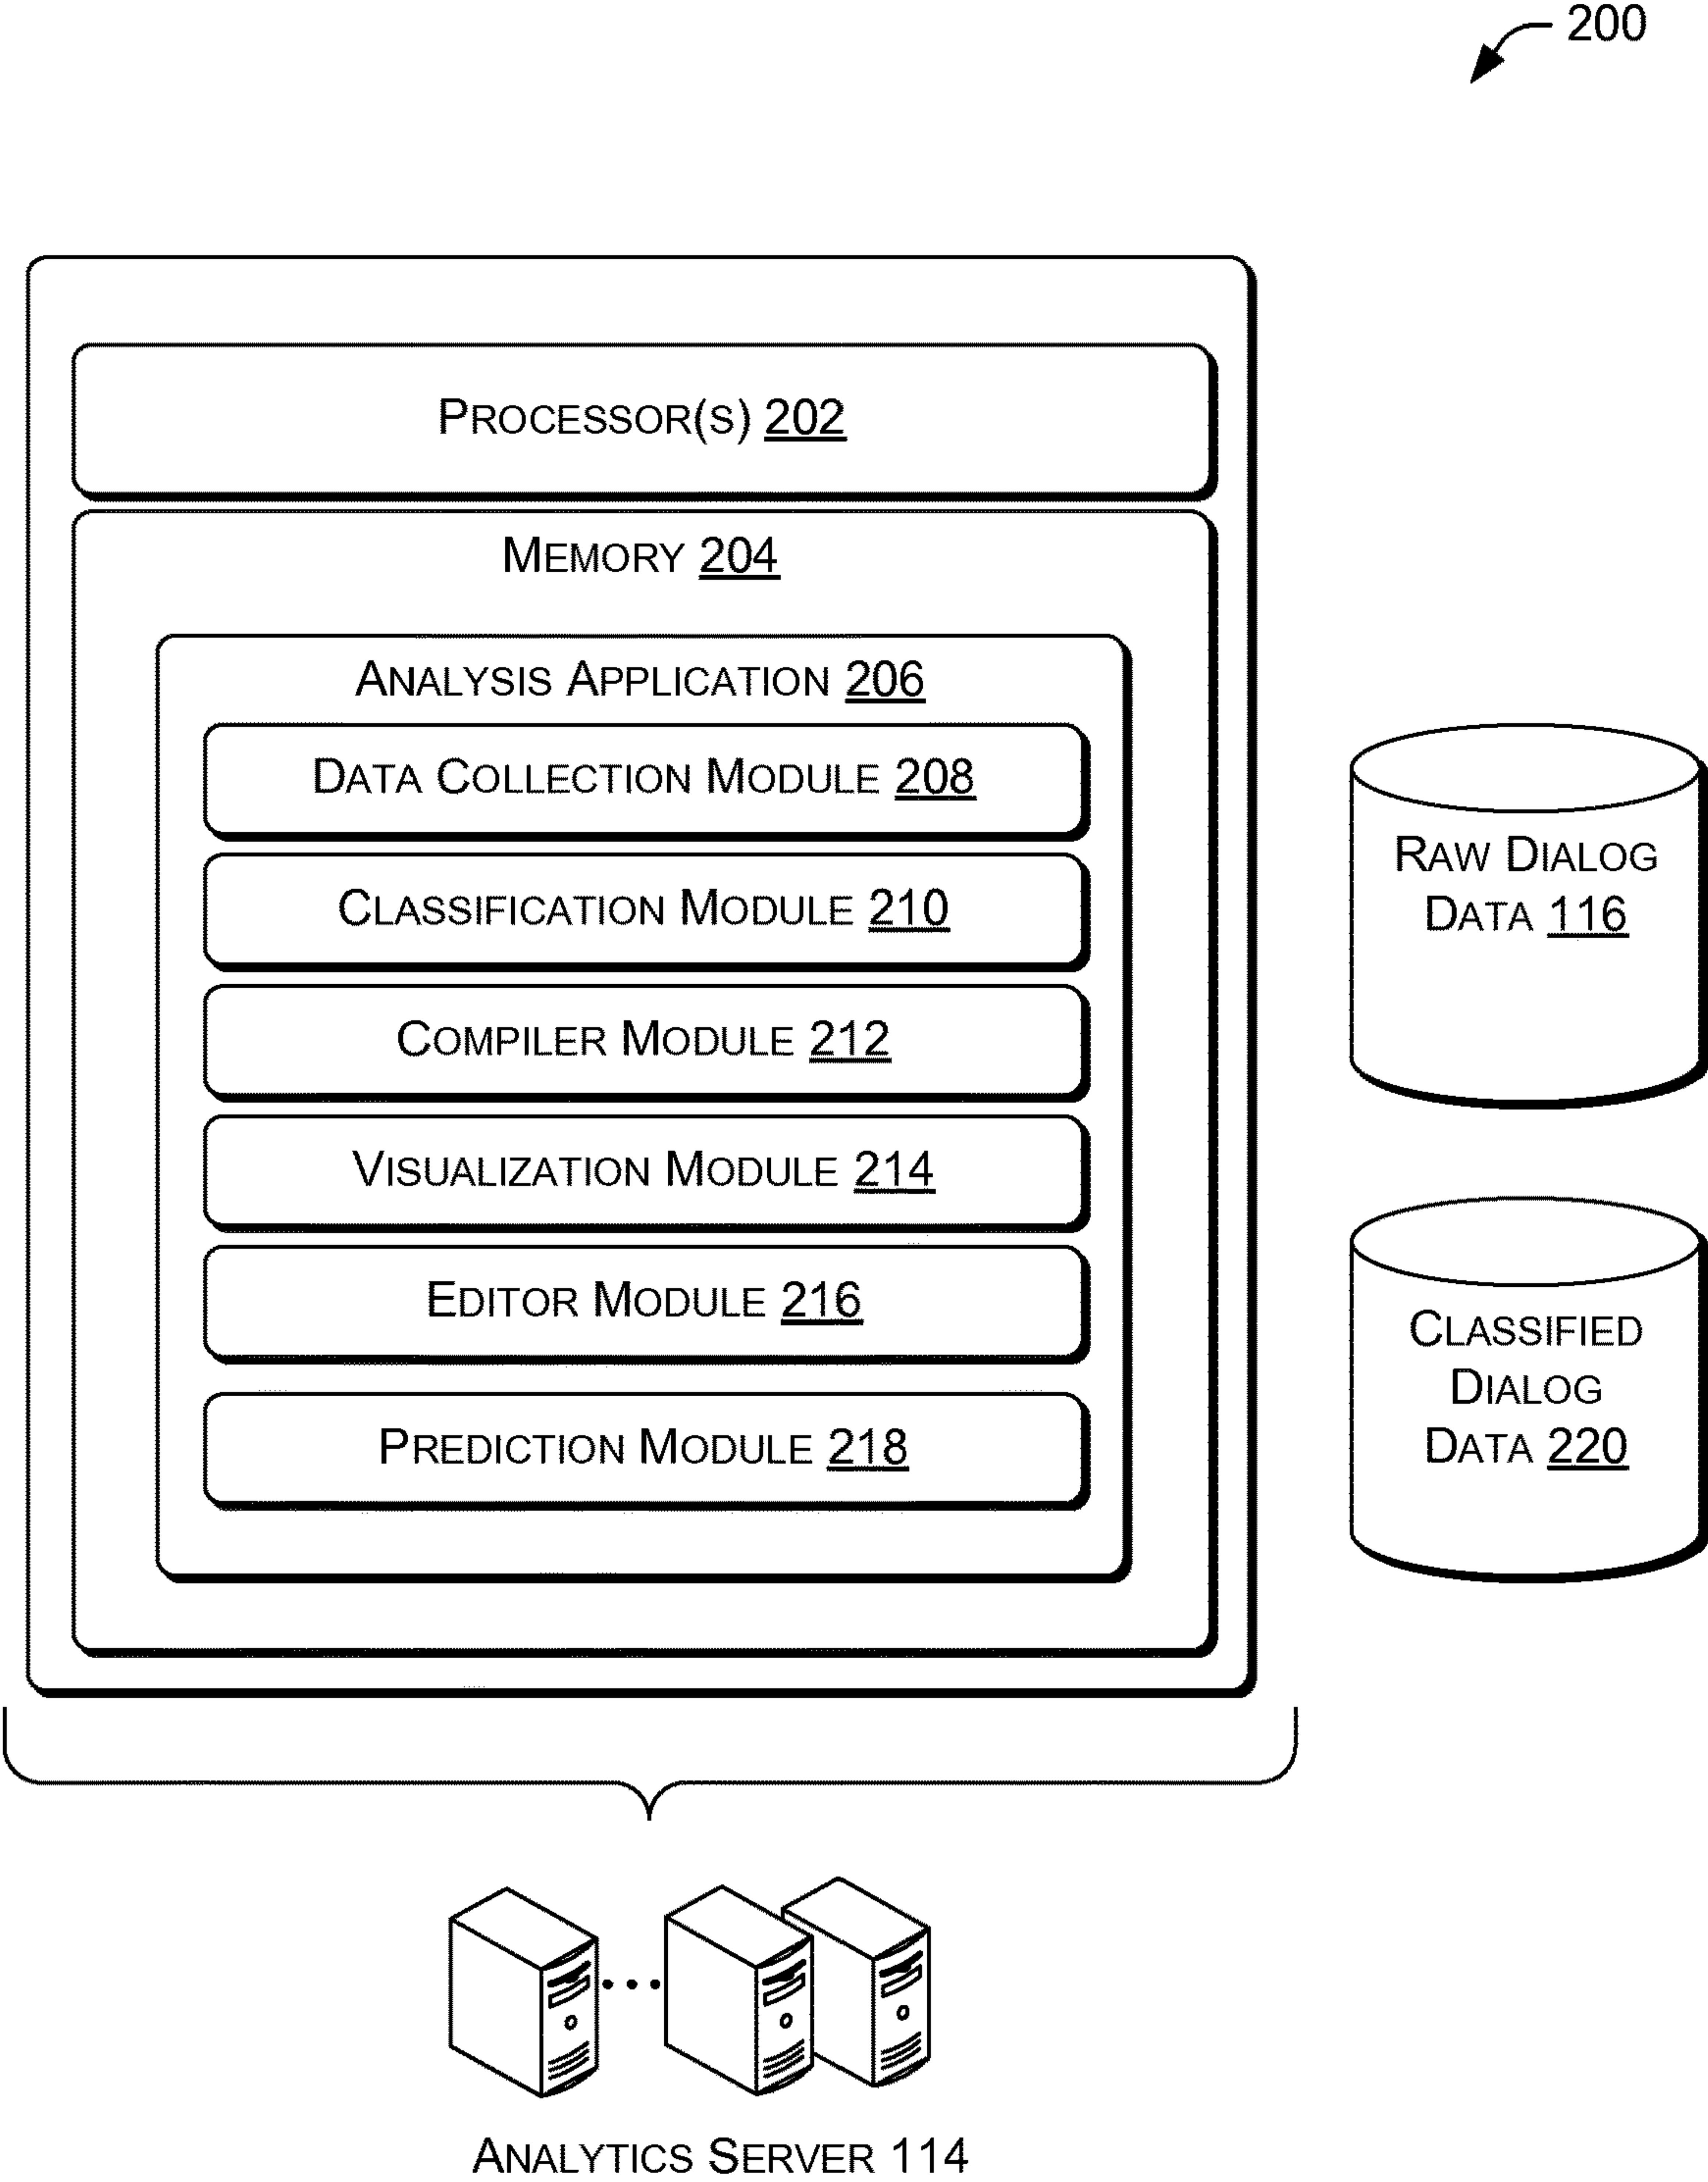 200
PROCESSOR(S) 202
MEMORY 204
ANALYSIS APPLICATION 206
DATA COLLECTION MODULE 208
CLASSIFICATION MODULE 210
COMPILER MODULE 212
VISUALIZATION MODULE 214
EDITOR MODULE 216
PREDICTION MODULE 218
RAW DIALOG
DATA 116
CLASSIFIED
DIALOG
DATA 220
ANALYTICS SERVER 114